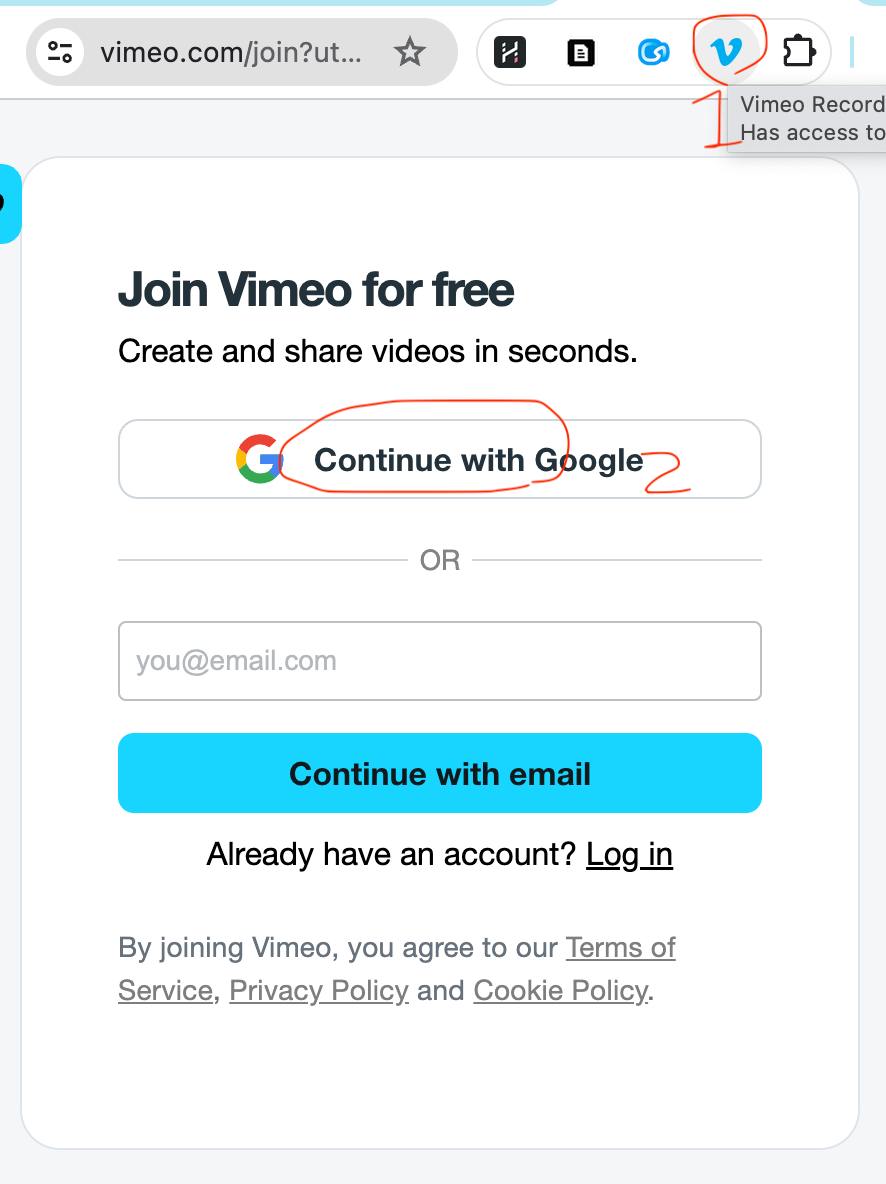 vimeo.com/join?ut...
1
Vimeo Record
Has access to
Join Vimeo for free
Create and share videos in seconds.
Continue with Google
2
OR
you@email.com
Continue with email
Already have an account? Log in
By joining Vimeo, you agree to our Terms of
Service, Privacy Policy and Cookie Policy.